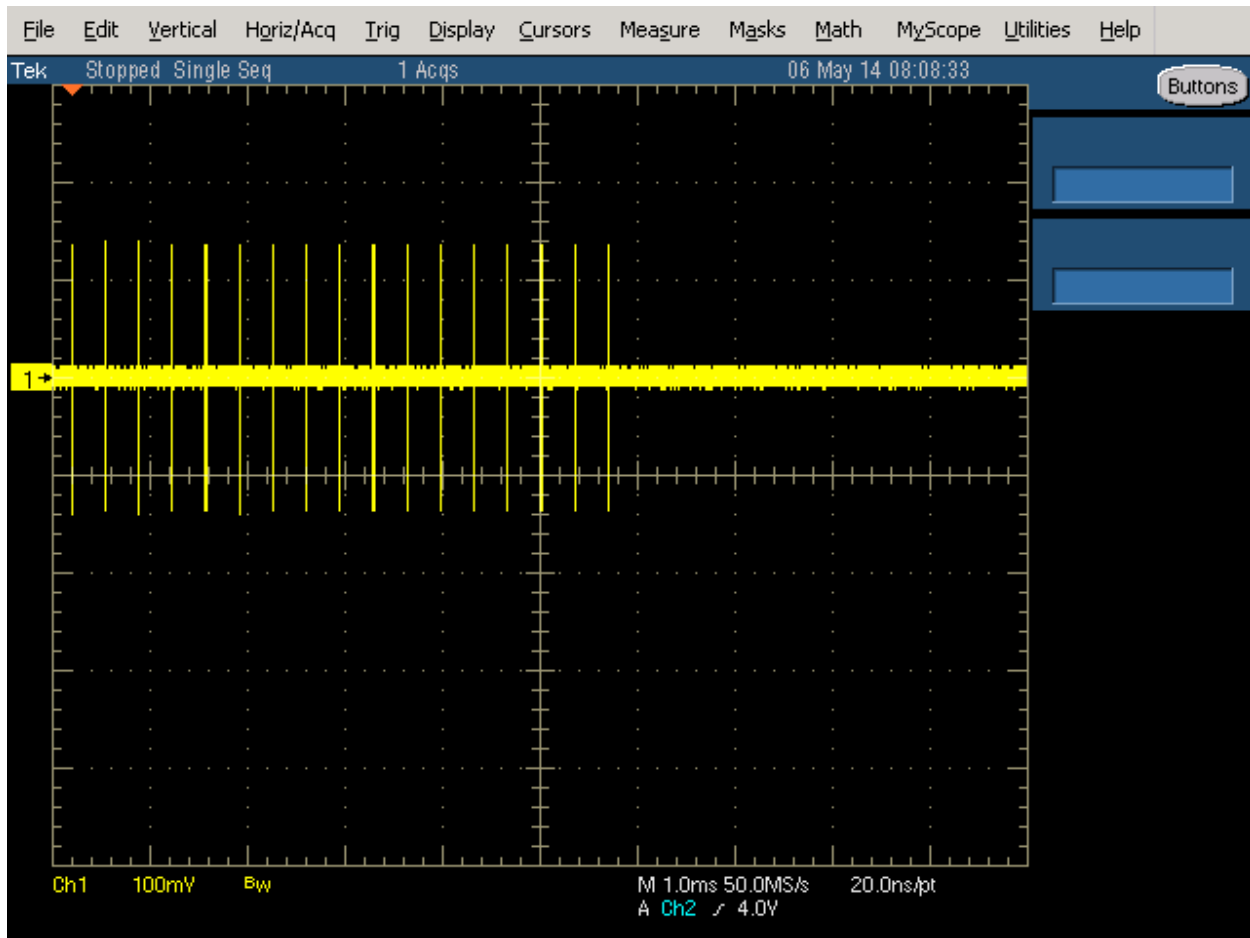 File Edit Vertical Horiz/Acq Trig Display Cursors Measure Masks Math MyScope Utilities Help
Tek Stopped Single Seq 1 Acqs 06 May 14 08:08:33
Buttons
1
Ch1 100mV Bw M 1.0ms 50.0MS/s 20.0ns/pt
A Ch2 4.0V